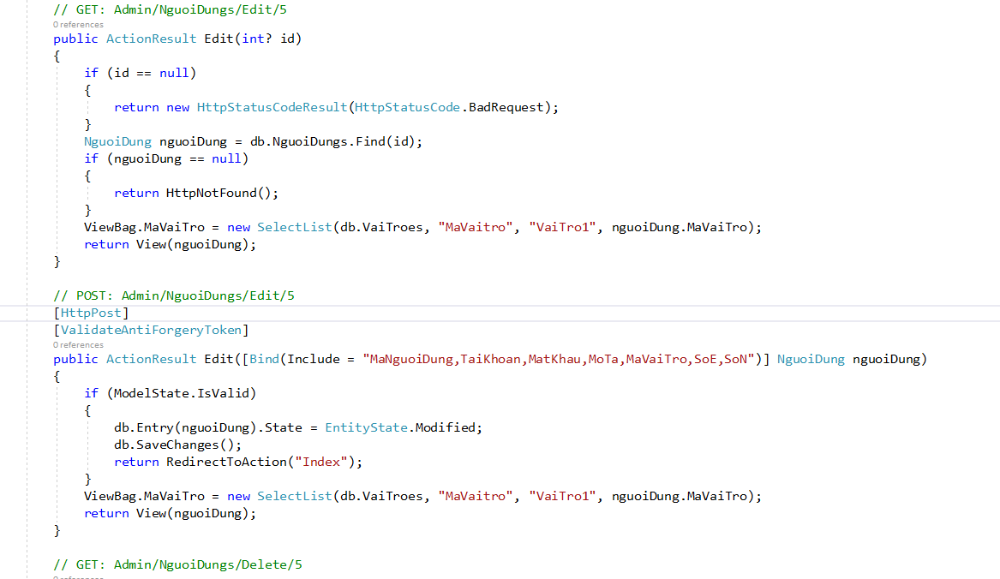 // GET: Admin/NguoiDungs/Edit/5
0 references
public ActionResult Edit(int? id)
{
if (id == null)
{
return new HttpStatusCodeResult(HttpStatusCode.BadRequest);
}
NguoiDung nguoiDung = db.NguoiDungs.Find(id);
if (nguoiDung == null)
{
return HttpNotFound();
}
ViewBag.MaVaiTro = new SelectList(db.VaiTroes, "MaVaitro", "VaiTro1", nguoiDung.MaVaiTro);
return View(nguoiDung);
}
// POST: Admin/NguoiDungs/Edit/5
[HttpPost]
[ValidateAntiForgeryToken]
0 references
public ActionResult Edit([Bind(Include = "MaNguoiDung,TaiKhoan,MatKhau,MoTa,MaVaiTro,SoE,SoN")] NguoiDung nguoiDung)
{
if (ModelState.IsValid)
{
db.Entry(nguoiDung).State = EntityState.Modified;
db.SaveChanges();
return RedirectToAction("Index");
}
ViewBag.MaVaiTro = new SelectList(db.VaiTroes, "MaVaitro", "VaiTro1", nguoiDung.MaVaiTro);
return View(nguoiDung);
}
// GET: Admin/NguoiDungs/Delete/5